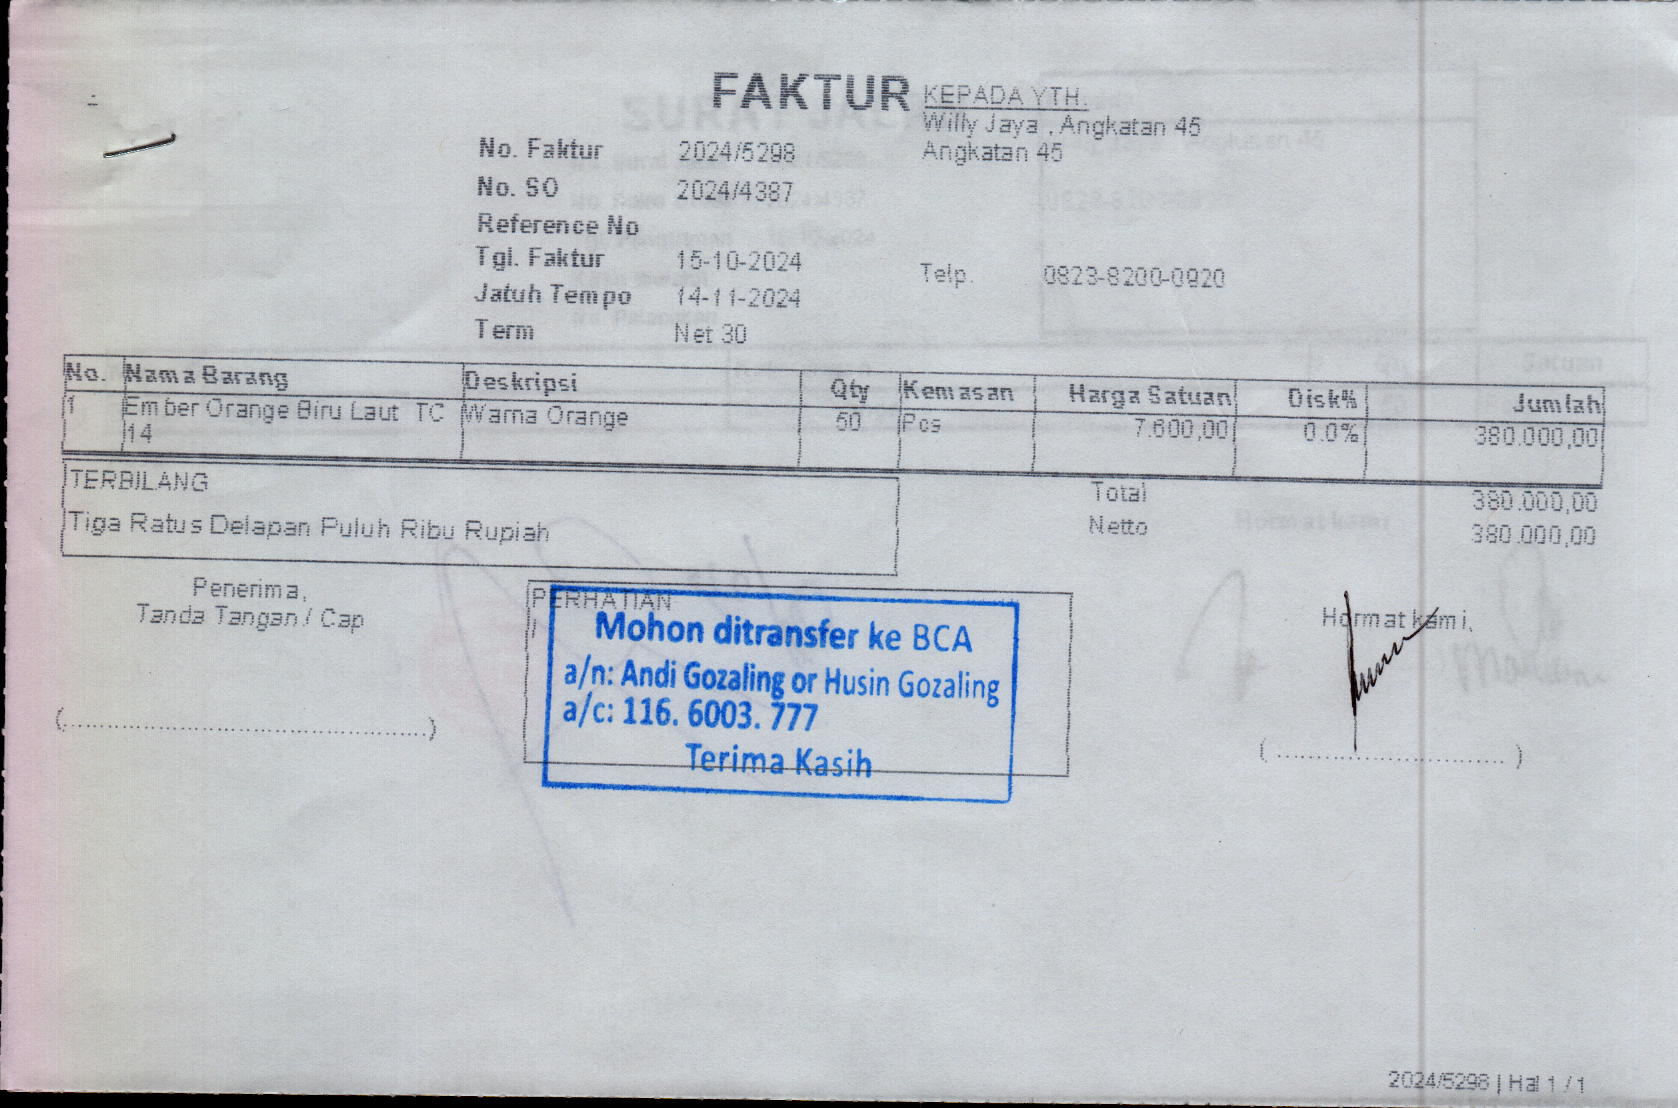 FAKTUR
KEPADA YTH.
Willy Jaya , Angkatan 45
Angkatan 45
No. Faktur 2024/5298
No. SO 2024/4387
Reference No
Tgl. Faktur 15-10-2024
Telp. 0823-8200-0920
Jatuh Tempo 14-11-2024
Term Net 30
No. Nama Barang Deskripsi Qty Kemasan Harga Satuan Disk% Jumlah
1 Ember Orange Biru Laut TC Warna Orange 50 Pcs 7.600,00 0.0% 380.000,00
14
TERBILANG
Total 380.000,00
Tiga Ratus Delapan Puluh Ribu Rupiah
Netto 380.000,00
Penerima,
Tanda Tangan / Cap
PERHATIAN
Mohon ditransfer ke BCA
a/n: Andi Gozaling or Husin Gozaling
a/c: 116. 6003. 777
Terima Kasih
Hormat kami,
(................................................)
( ............................... )
2024/5298 | Hal 1 / 1